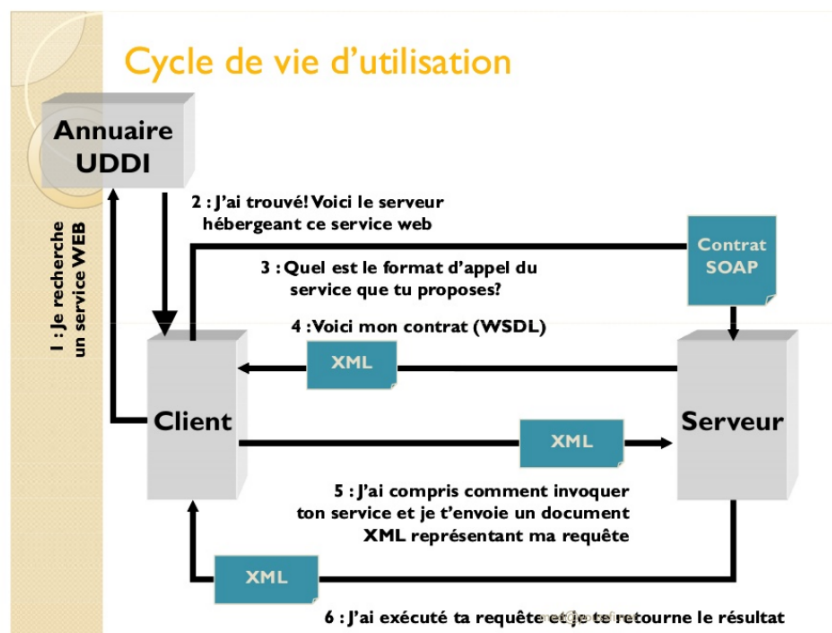 Cycle de vie d’utilisation
Annuaire
UDDI
1 : Je recherche
un service WEB
2 : J’ai trouvé! Voici le serveur
hébergeant ce service web
Contrat
SOAP
3 : Quel est le format d’appel du
service que tu proposes?
4 : Voici mon contrat (WSDL)
XML
Client
Serveur
XML
5 : J’ai compris comment invoquer
ton service et je t’envoie un document
XML représentant ma requête
XML
6 : J’ai exécuté ta requête et je te retourne le résultat